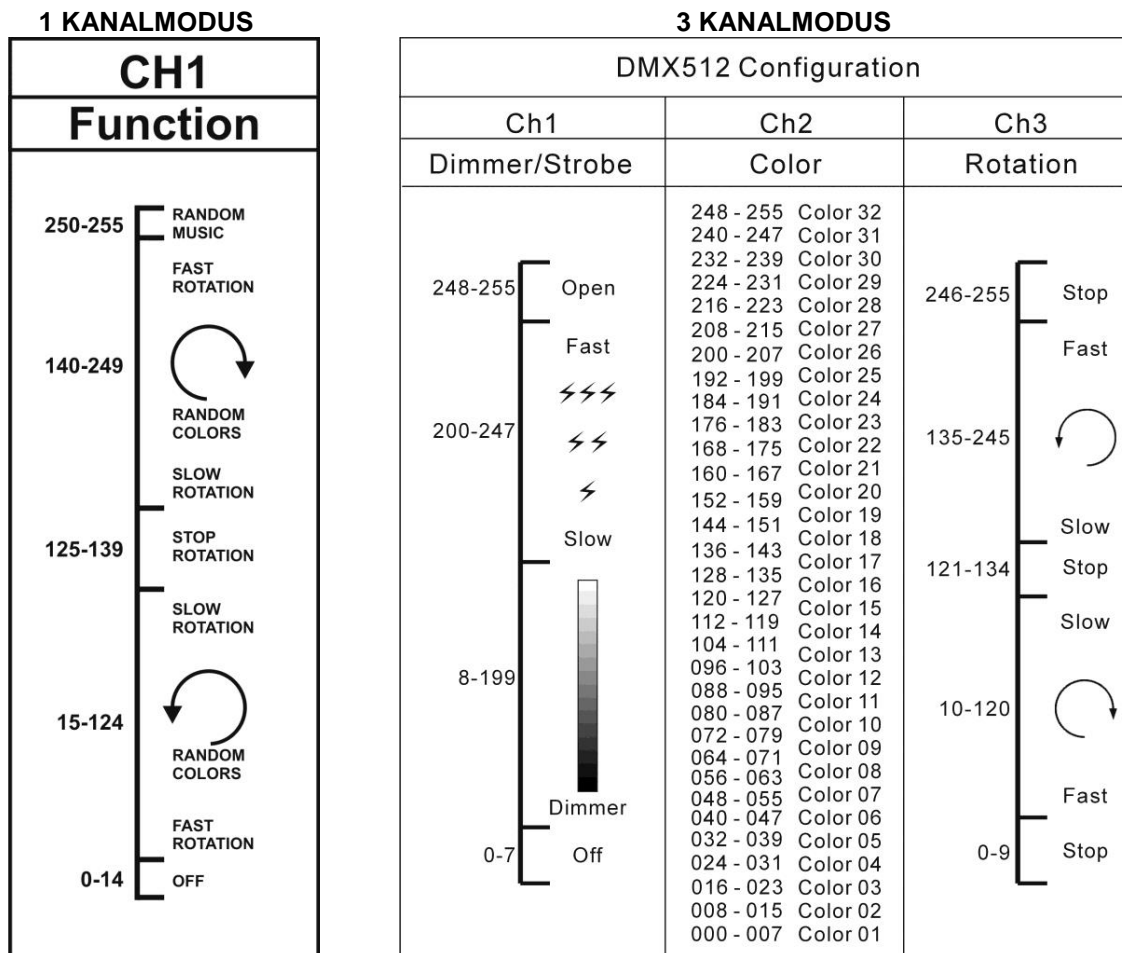 1 KANALMODUS
CH1
Function
250-255
RANDOM
MUSIC
FAST
ROTATION
140-249
RANDOM
COLORS
SLOW
ROTATION
125-139
STOP
ROTATION
SLOW
ROTATION
15-124
RANDOM
COLORS
FAST
ROTATION
0-14
OFF
3 KANALMODUS
DMX512 Configuration
Ch1
Dimmer/Strobe
248-255 Open
Fast
200-247
Slow
8-199
Dimmer
0-7 Off
Ch2
Color
248 - 255 Color 32
240 - 247 Color 31
232 - 239 Color 30
224 - 231 Color 29
216 - 223 Color 28
208 - 215 Color 27
200 - 207 Color 26
192 - 199 Color 25
184 - 191 Color 24
176 - 183 Color 23
168 - 175 Color 22
160 - 167 Color 21
152 - 159 Color 20
144 - 151 Color 19
136 - 143 Color 18
128 - 135 Color 17
120 - 127 Color 16
112 - 119 Color 15
104 - 111 Color 14
096 - 103 Color 13
088 - 095 Color 12
080 - 087 Color 11
072 - 079 Color 10
064 - 071 Color 09
056 - 063 Color 08
048 - 055 Color 07
040 - 047 Color 06
032 - 039 Color 05
024 - 031 Color 04
016 - 023 Color 03
008 - 015 Color 02
000 - 007 Color 01
Ch3
Rotation
246-255 Stop
Fast
135-245
Slow
121-134 Stop
Slow
10-120
Fast
0-9 Stop